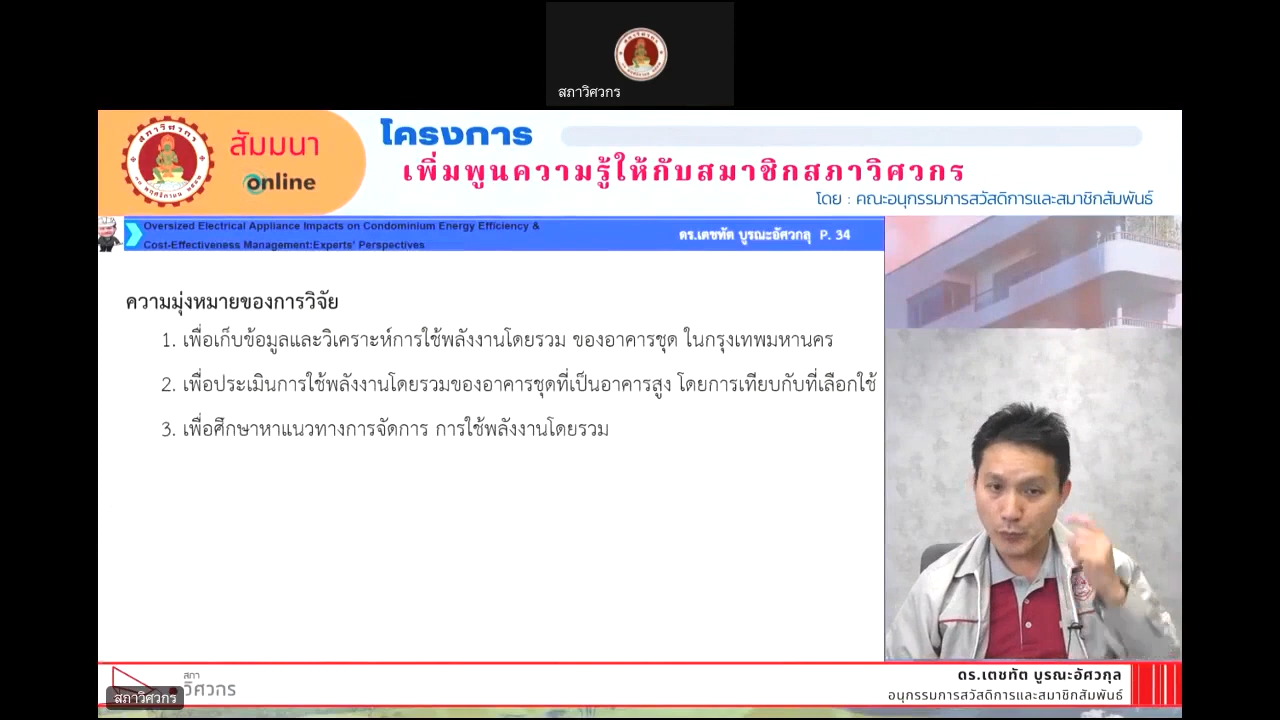 สภาวิศวกร
สภาวิศวกร
สัมมนา
Online
โครงการ
เพิ่มพูนความรู้ให้กับสมาชิกสภาวิศวกร
โดย : คณะอนุกรรมการสวัสดิการและสมาชิกสัมพันธ์
Oversized Electrical Appliance Impacts on Condominium Energy Efficiency &
Cost-Effectiveness Management:Experts' Perspectives
ดร.เตชทัต บูรณะอัศวกลุ P. 34
ความมุ่งหมายของการวิจัย
1. เพื่อเก็บข้อมูลและวิเคราะห์การใช้พลังงานโดยรวม ของอาคารชุด ในกรุงเทพมหานคร
2. เพื่อประเมินการใช้พลังงานโดยรวมของอาคารชุดที่เป็นอาคารสูง โดยการเทียบกับที่เลือกใช้
3. เพื่อศึกษาหาแนวทางการจัดการ การใช้พลังงานโดยรวม
สภา
วิศวกร
สภาวิศวกร
ดร.เตชทัต บูรณะอัศวกุล
อนุกรรมการสวัสดิการและสมาชิกสัมพันธ์